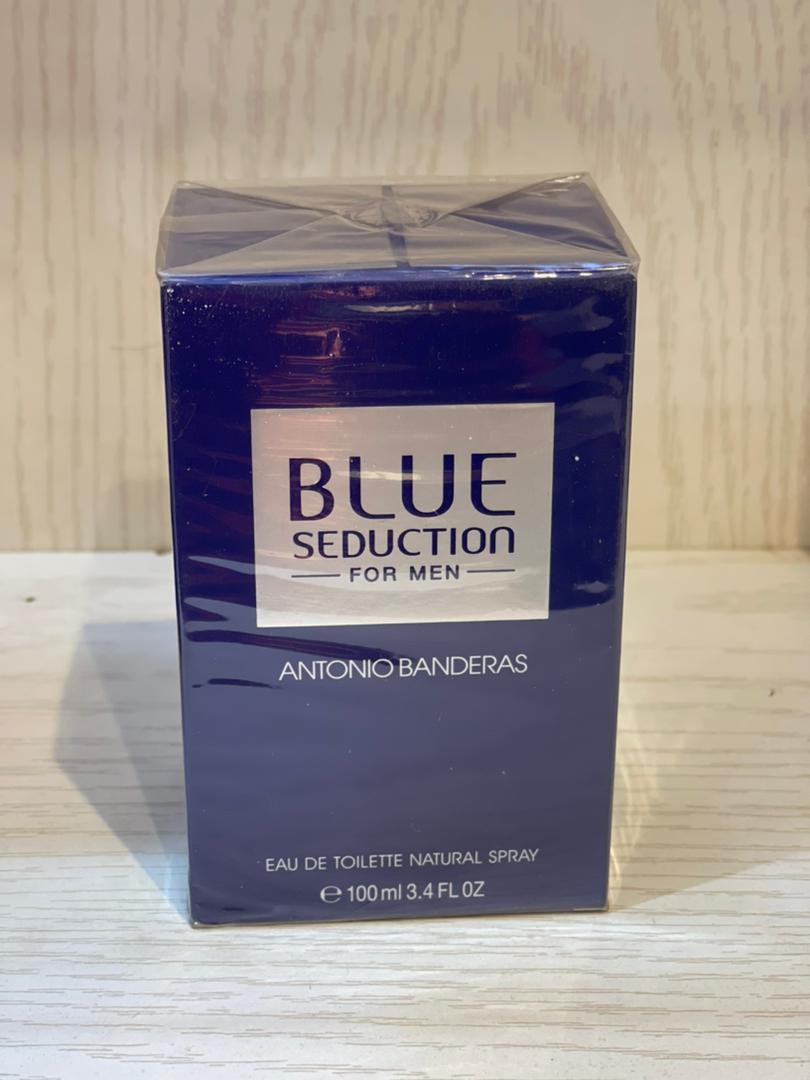 BLUE
SEDUCTION
FOR MEN
ANTONIO BANDERAS
EAU DE TOILETTE NATURAL SPRAY
℮ 100 ml 3.4 FL OZ